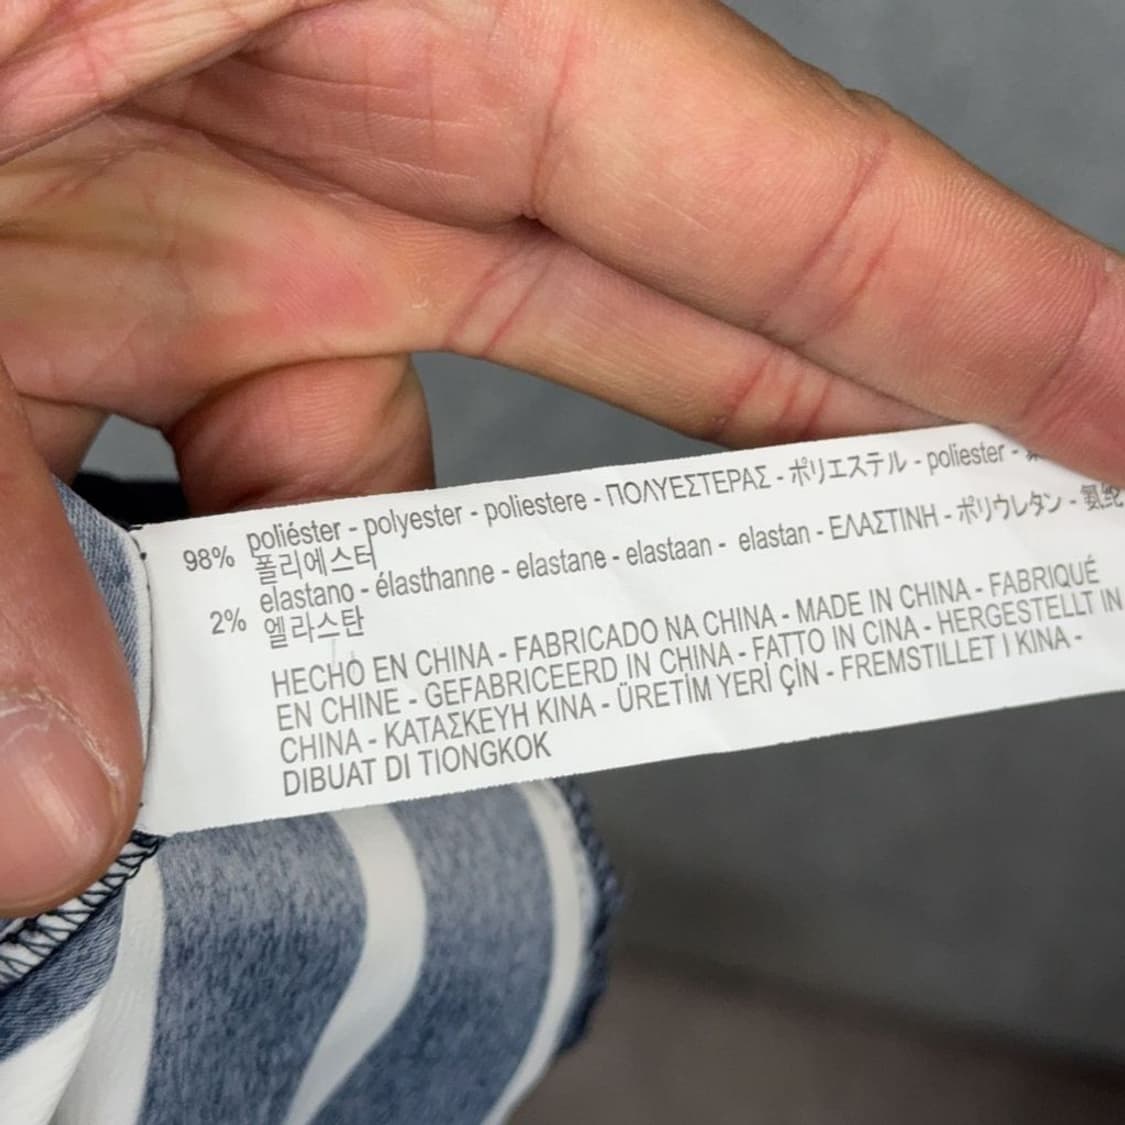 98% poliéster - polyester - poliestere - ΠΟΛΥΕΣΤΕΡΑΣ - ポリエステル - poliester -
폴리에스터
2% elastano - élasthanne - elastane - elastaan - elastan - ΕΛΑΣΤΙΝΗ - ポリウレタン - 氨纶
엘라스탄
HECHO EN CHINA - FABRICADO NA CHINA - MADE IN CHINA - FABRIQUÉ
EN CHINE - GEFABRICEERD IN CHINA - FATTO IN CINA - HERGESTELLT IN
CHINA - ΚΑΤΑΣΚΕΥΗ ΚΙΝΑ - ÜRETİM YERİ ÇİN - FREMSTILLET I KINA -
DIBUAT DI TIONGKOK